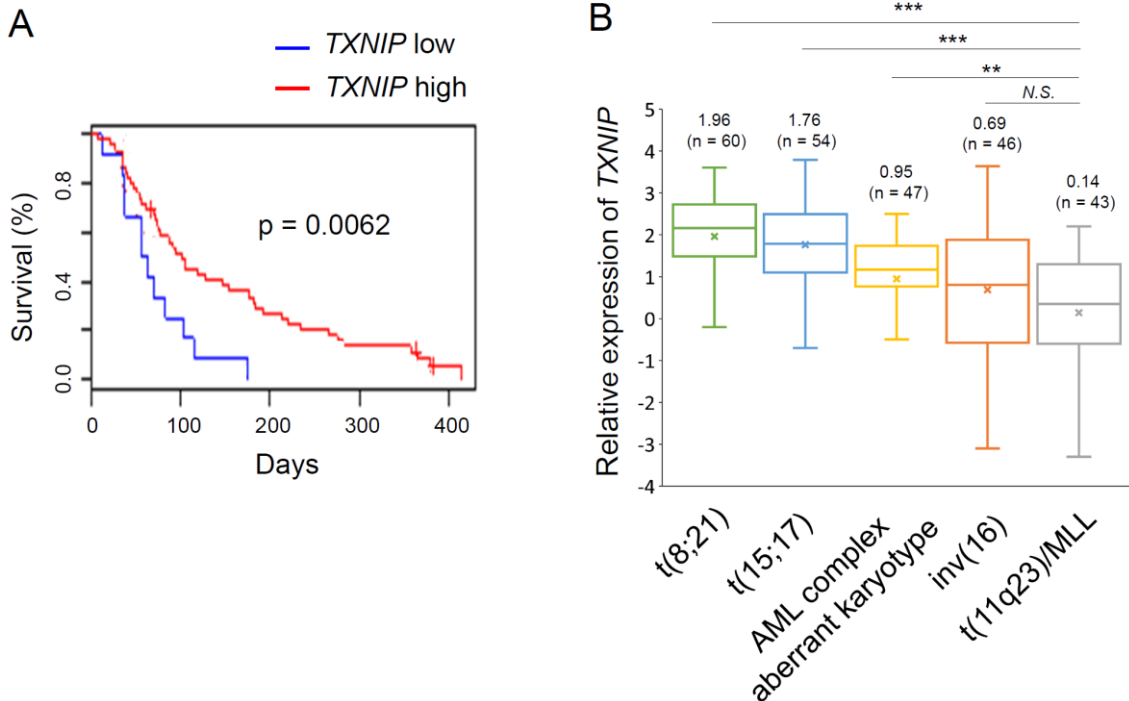 A
TXNIP low
TXNIP high
Survival (%)
0.8
0.4
0.0
p = 0.0062
0 100 200 300 400
Days
B
***
***
**
N.S.
Relative expression of TXNIP
5
4
3
2
1
0
-1
-2
-3
-4
1.96
(n = 60)
1.76
(n = 54)
0.95
(n = 47)
0.69
(n = 46)
0.14
(n = 43)
t(8;21)
t(15;17)
AML complex
aberrant karyotype
inv(16)
t(11q23)/MLL